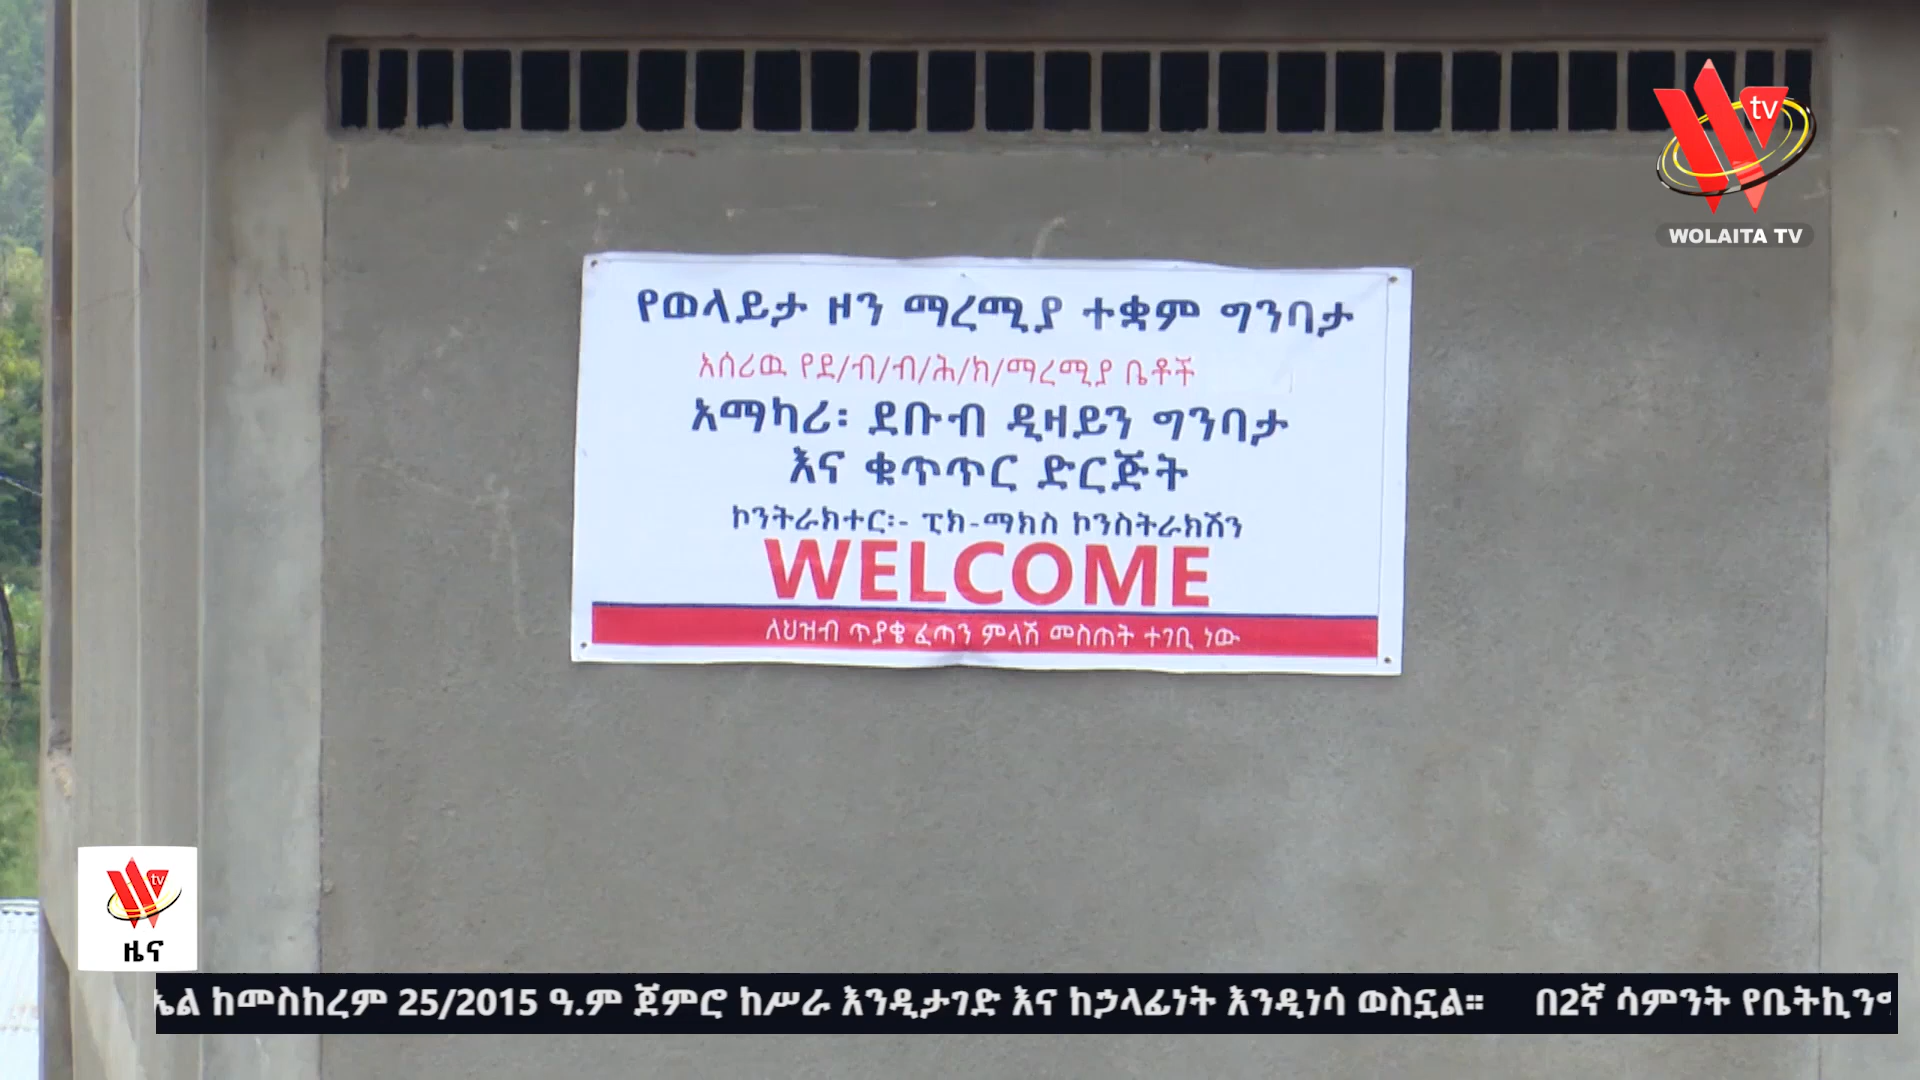 tv
WOLAITA TV
የወላይታ ዞን ማረሚያ ተቋም ግንባታ
አሰሪዉ የደ/ብ/ብ/ሕ/ክ/ማረሚያ ቤቶች
አማካሪ፡ ደቡብ ዲዛይን ግንባታ
እና ቁጥጥር ድርጅት
ኮንትራክተር፡- ፒክ-ማክስ ኮንስትራክሽን
WELCOME
ለህዝብ ጥያቄ ፈጣን ምላሽ መስጠት ተገቢ ነው
tv
ዜና
ከመስከረም 25/2015 ዓ.ም ጀምሮ ከሥራ እንዲታገድ እና ከኃላፊነት እንዲነሳ ወስኗል። በ2ኛ ሳምንት